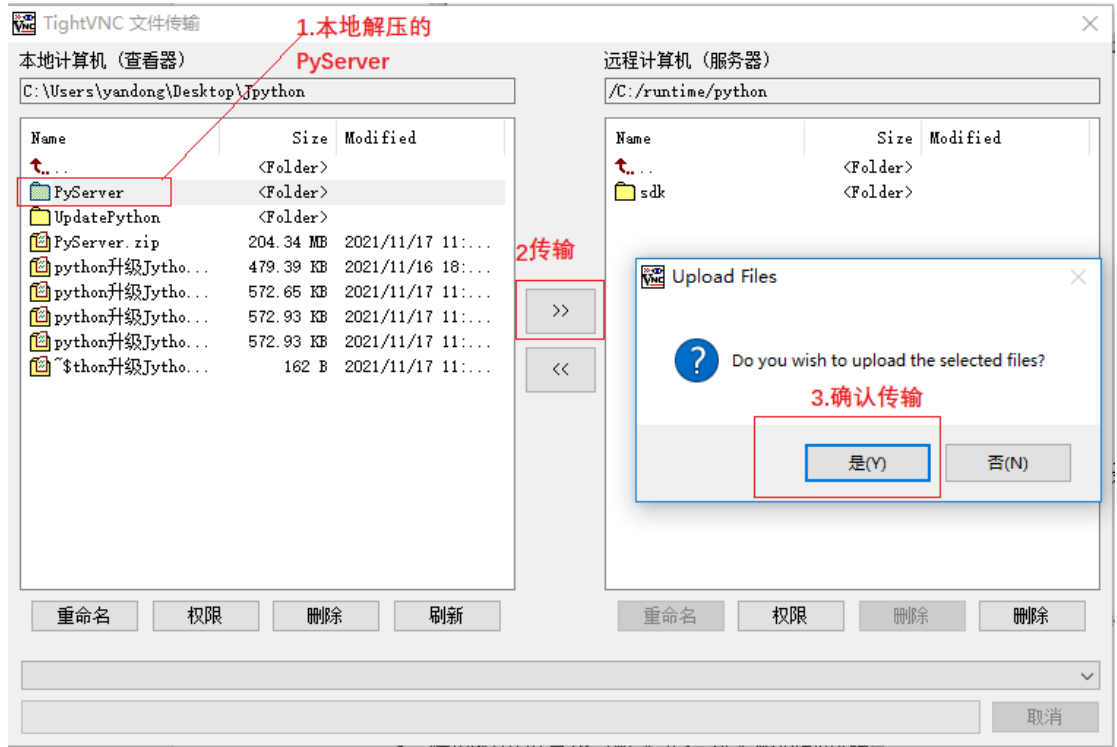 TightVNC 文件传输
1.本地解压的
PyServer
本地计算机（查看器）
C:\Users\yandong\Desktop\Jpython
Name Size Modified
.. <Folder>
PyServer <Folder>
UpdatePython <Folder>
PyServer.zip 204.34 MB 2021/11/17 11:...
python升级Jytho... 479.39 KB 2021/11/16 18:...
python升级Jytho... 572.65 KB 2021/11/17 11:...
python升级Jytho... 572.93 KB 2021/11/17 11:...
python升级Jytho... 572.93 KB 2021/11/17 11:...
~$thon升级Jytho... 162 B 2021/11/17 11:...
重命名 权限 删除 刷新
2传输
>>
<<
远程计算机（服务器）
/C:/runtime/python
Name Size Modified
.. <Folder>
sdk <Folder>
Upload Files
Do you wish to upload the selected files?
3.确认传输
是(Y) 否(N)
重命名 权限 删除 删除
取消